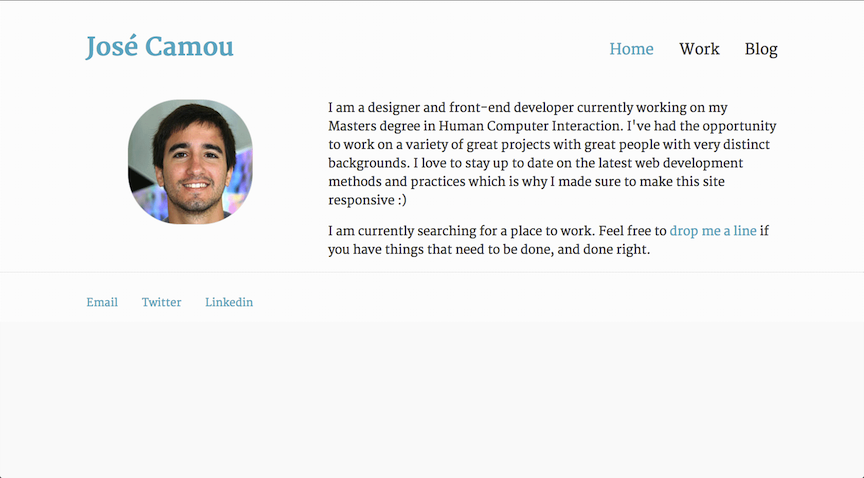 José Camou
Home Work Blog
I am a designer and front-end developer currently working on my
Masters degree in Human Computer Interaction. I've had the opportunity
to work on a variety of great projects with great people with very distinct
backgrounds. I love to stay up to date on the latest web development
methods and practices which is why I made sure to make this site
responsive :)
I am currently searching for a place to work. Feel free to drop me a line if
you have things that need to be done, and done right.
Email Twitter Linkedin